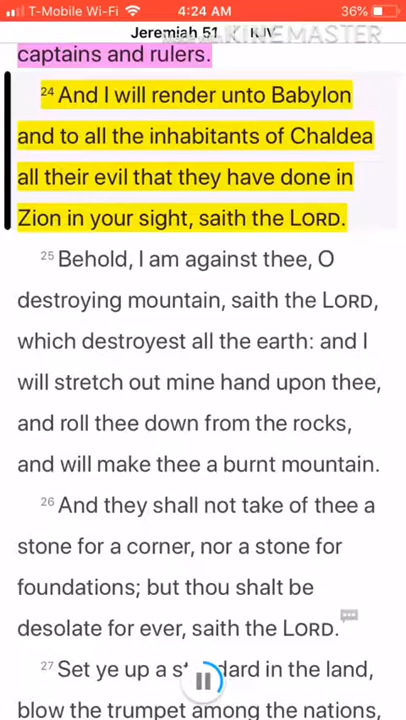 T-Mobile Wi-Fi 4:24 AM 36%
Jeremiah 51 KJV
KINEMASTER
captains and rulers.
24 And I will render unto Babylon
and to all the inhabitants of Chaldea
all their evil that they have done in
Zion in your sight, saith the LORD.
25 Behold, I am against thee, O
destroying mountain, saith the LORD,
which destroyest all the earth: and I
will stretch out mine hand upon thee,
and roll thee down from the rocks,
and will make thee a burnt mountain.
26 And they shall not take of thee a
stone for a corner, nor a stone for
foundations; but thou shalt be
desolate for ever, saith the LORD.
27 Set ye up a standard in the land,
blow the trumpet among the nations,